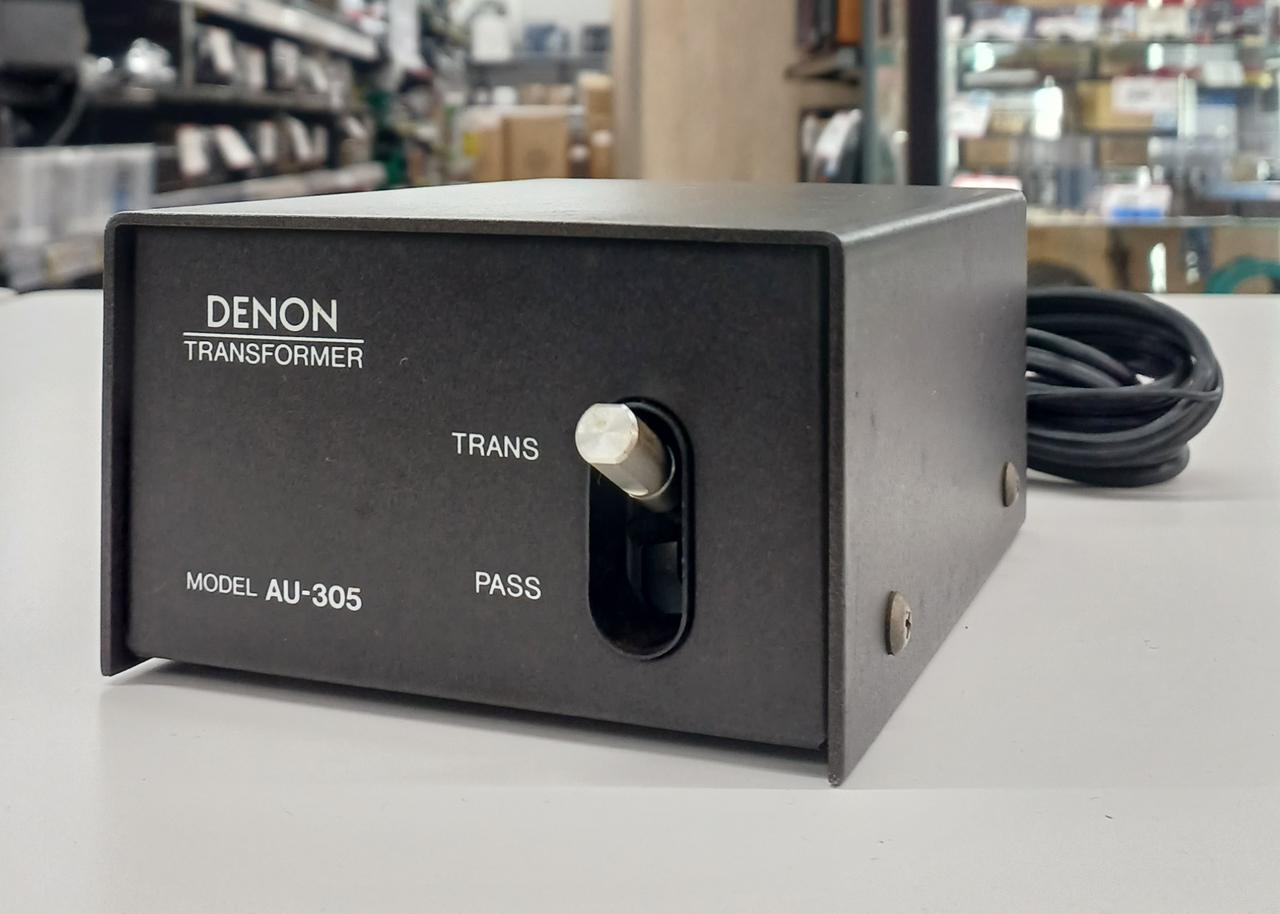 DENON
TRANSFORMER
TRANS
PASS
MODEL AU-305